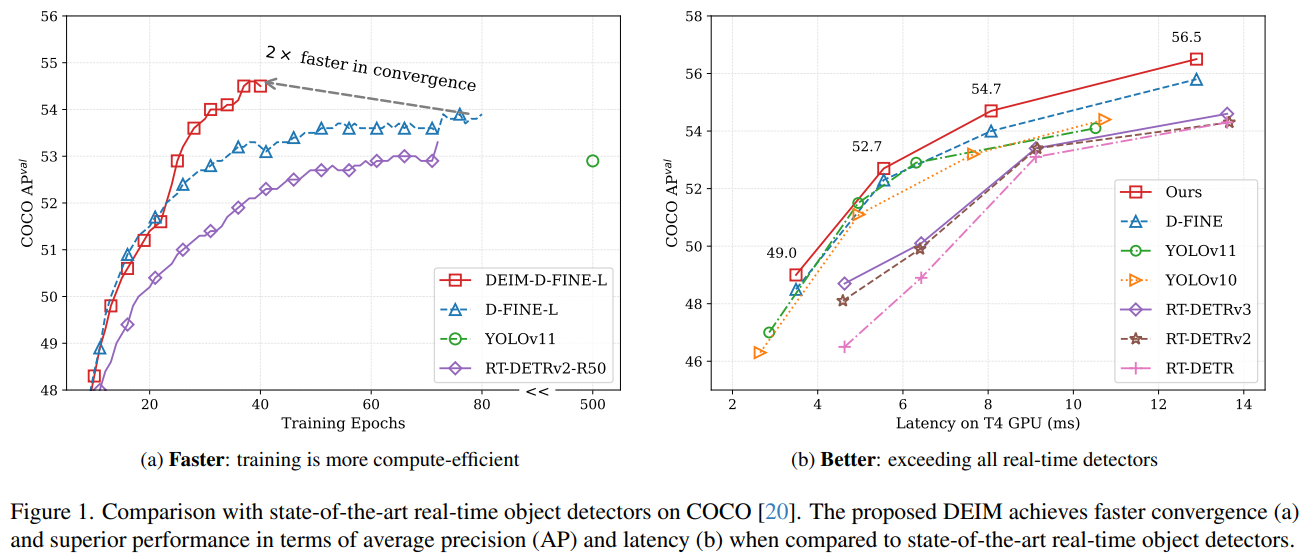 56
55
54
53
52
51
50
49
48
COCO AP^val
2× faster in convergence
DEIM-D-FINE-L
D-FINE-L
YOLOv11
RT-DETRv2-R50
20 40 60 80 << 500
Training Epochs
(a) Faster: training is more compute-efficient
58
56
54
52
50
48
46
COCO AP^val
49.0
52.7
54.7
56.5
Ours
D-FINE
YOLOv11
YOLOv10
RT-DETRv3
RT-DETRv2
RT-DETR
2 4 6 8 10 12 14
Latency on T4 GPU (ms)
(b) Better: exceeding all real-time detectors
Figure 1. Comparison with state-of-the-art real-time object detectors on COCO [20]. The proposed DEIM achieves faster convergence (a)
and superior performance in terms of average precision (AP) and latency (b) when compared to state-of-the-art real-time object detectors.